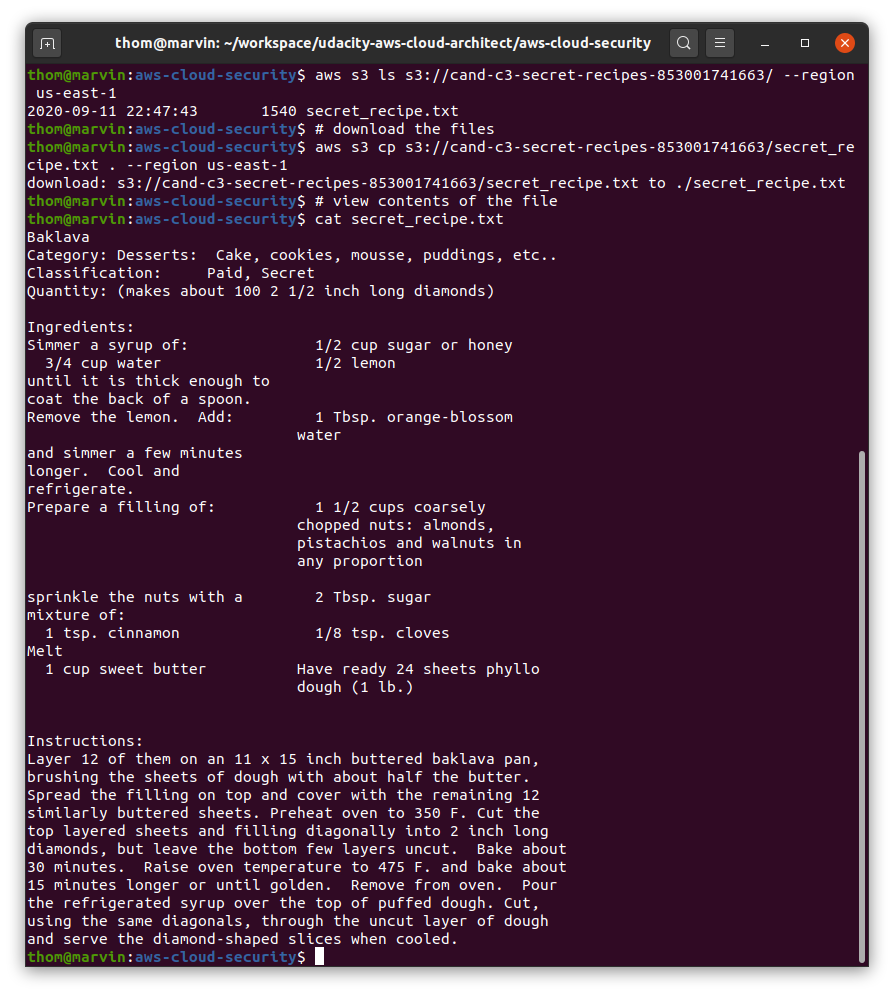 thom@marvin: ~/workspace/udacity-aws-cloud-architect/aws-cloud-security
thom@marvin:aws-cloud-security$ aws s3 ls s3://cand-c3-secret-recipes-853001741663/ --region
 us-east-1
2020-09-11 22:47:43       1540 secret_recipe.txt
thom@marvin:aws-cloud-security$ # download the files
thom@marvin:aws-cloud-security$ aws s3 cp s3://cand-c3-secret-recipes-853001741663/secret_re
cipe.txt . --region us-east-1
download: s3://cand-c3-secret-recipes-853001741663/secret_recipe.txt to ./secret_recipe.txt
thom@marvin:aws-cloud-security$ # view contents of the file
thom@marvin:aws-cloud-security$ cat secret_recipe.txt
Baklava
Category: Desserts:  Cake, cookies, mousse, puddings, etc..
Classification:     Paid, Secret
Quantity: (makes about 100 2 1/2 inch long diamonds)

Ingredients:
Simmer a syrup of:              1/2 cup sugar or honey
  3/4 cup water                 1/2 lemon
until it is thick enough to
coat the back of a spoon.
Remove the lemon.  Add:         1 Tbsp. orange-blossom
                              water
and simmer a few minutes
longer.  Cool and
refrigerate.
Prepare a filling of:           1 1/2 cups coarsely
                              chopped nuts: almonds,
                              pistachios and walnuts in
                              any proportion

sprinkle the nuts with a        2 Tbsp. sugar
mixture of:
  1 tsp. cinnamon               1/8 tsp. cloves
Melt
  1 cup sweet butter          Have ready 24 sheets phyllo
                              dough (1 lb.)


Instructions:
Layer 12 of them on an 11 x 15 inch buttered baklava pan,
brushing the sheets of dough with about half the butter.
Spread the filling on top and cover with the remaining 12
similarly buttered sheets. Preheat oven to 350 F. Cut the
top layered sheets and filling diagonally into 2 inch long
diamonds, but leave the bottom few layers uncut.  Bake about
30 minutes.  Raise oven temperature to 475 F. and bake about
15 minutes longer or until golden.  Remove from oven.  Pour
the refrigerated syrup over the top of puffed dough. Cut,
using the same diagonals, through the uncut layer of dough
and serve the diamond-shaped slices when cooled.
thom@marvin:aws-cloud-security$